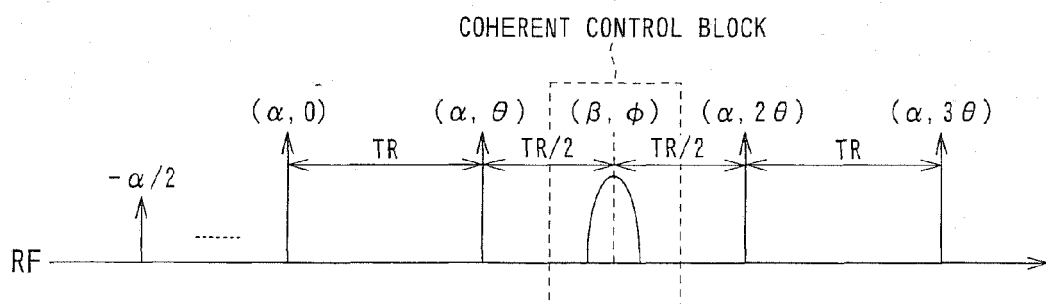 COHERENT CONTROL BLOCK
(α, 0) (α, θ) (β, φ) (α, 2θ) (α, 3θ)
TR TR/2 TR/2 TR
-α/2
RF